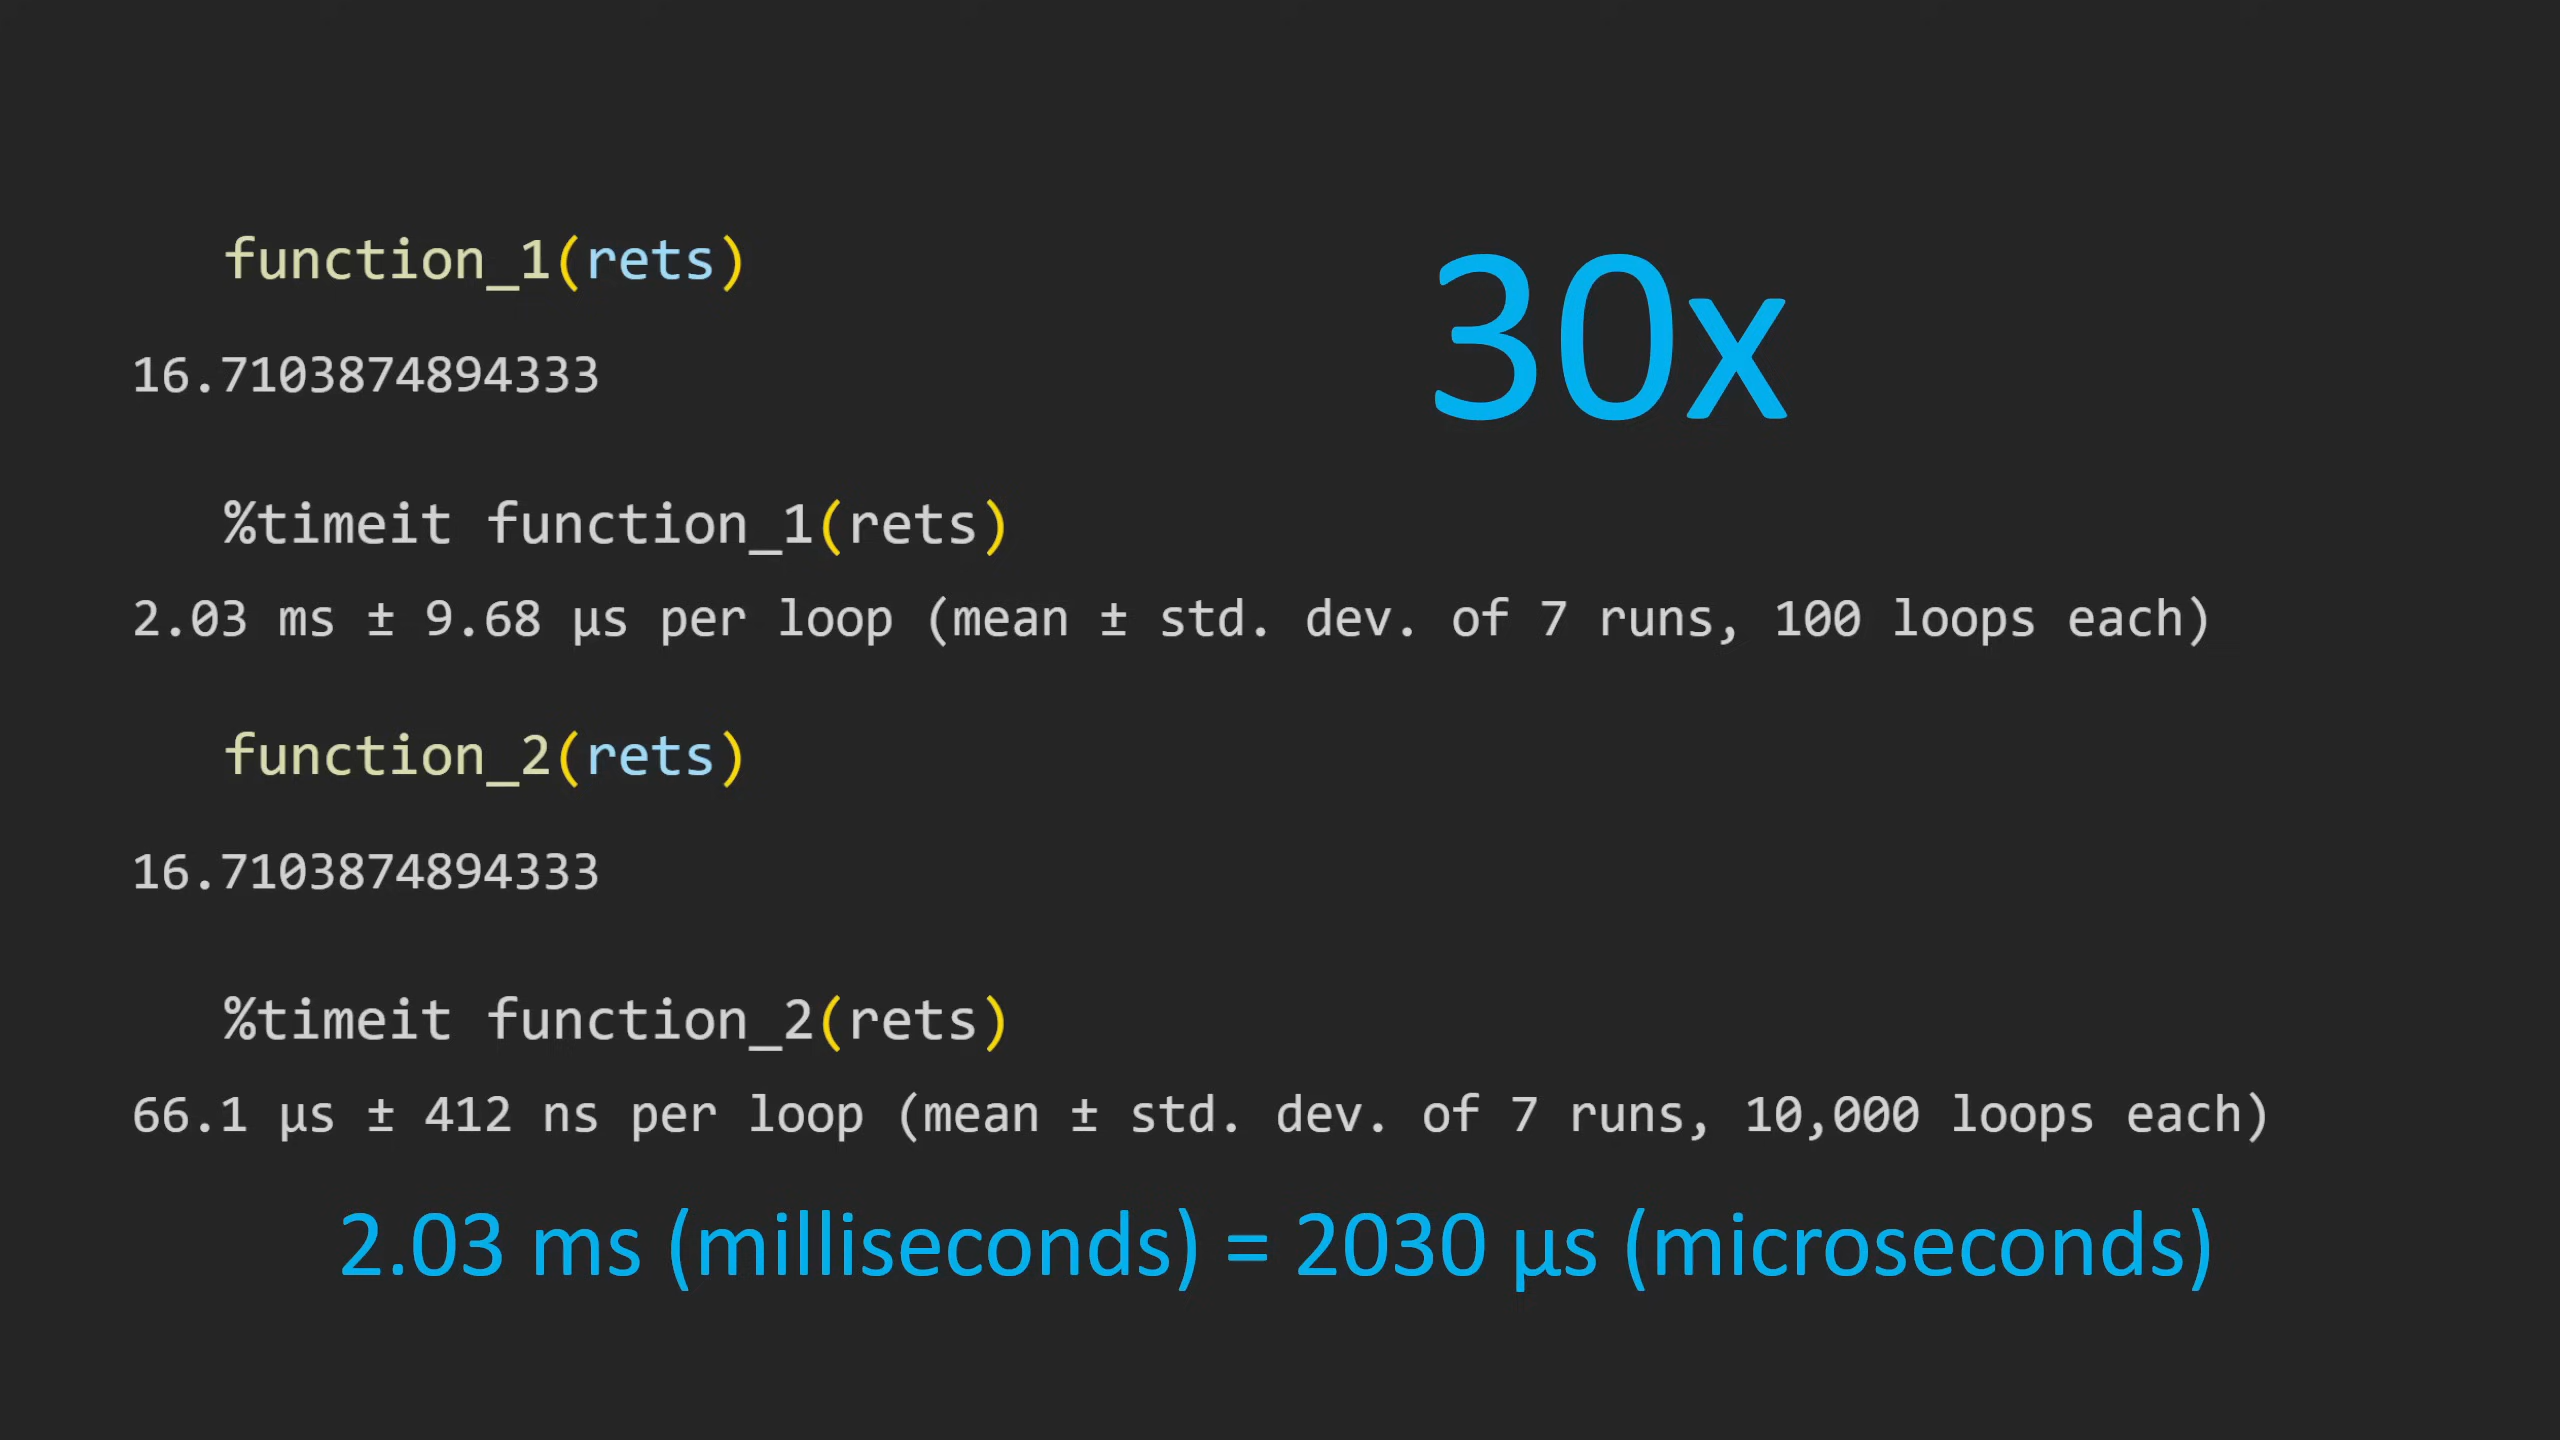 function_1(rets)
30x
16.7103874894333
%timeit function_1(rets)
2.03 ms ± 9.68 µs per loop (mean ± std. dev. of 7 runs, 100 loops each)
function_2(rets)
16.7103874894333
%timeit function_2(rets)
66.1 µs ± 412 ns per loop (mean ± std. dev. of 7 runs, 10,000 loops each)
2.03 ms (milliseconds) = 2030 µs (microseconds)